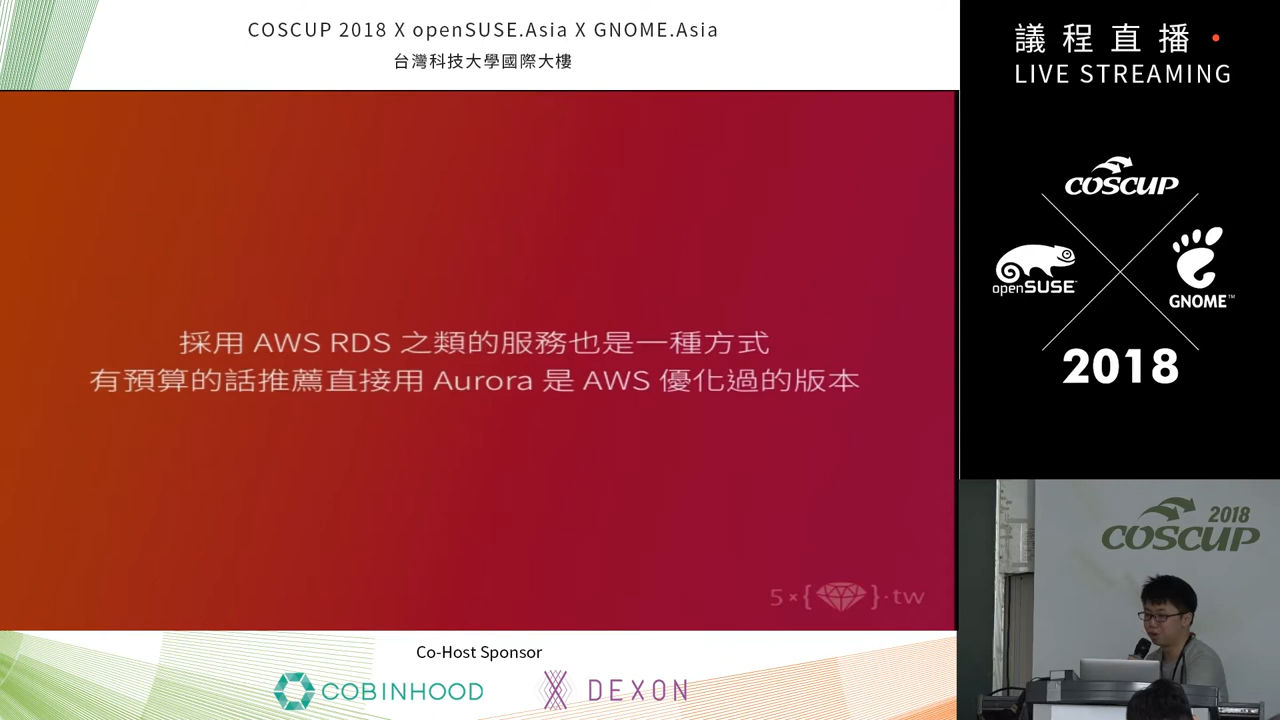 COSCUP 2018 X openSUSE.Asia X GNOME.Asia
台灣科技大學國際大樓
議程直播
LIVE STREAMING
COSCUP
openSUSE
GNOME™
2018
採用 AWS RDS 之類的服務也是一種方式
有預算的話推薦直接用 Aurora 是 AWS 優化過的版本
5×{}.tw
2018
COSCUP
Co-Host Sponsor
COBINHOOD
DEXON